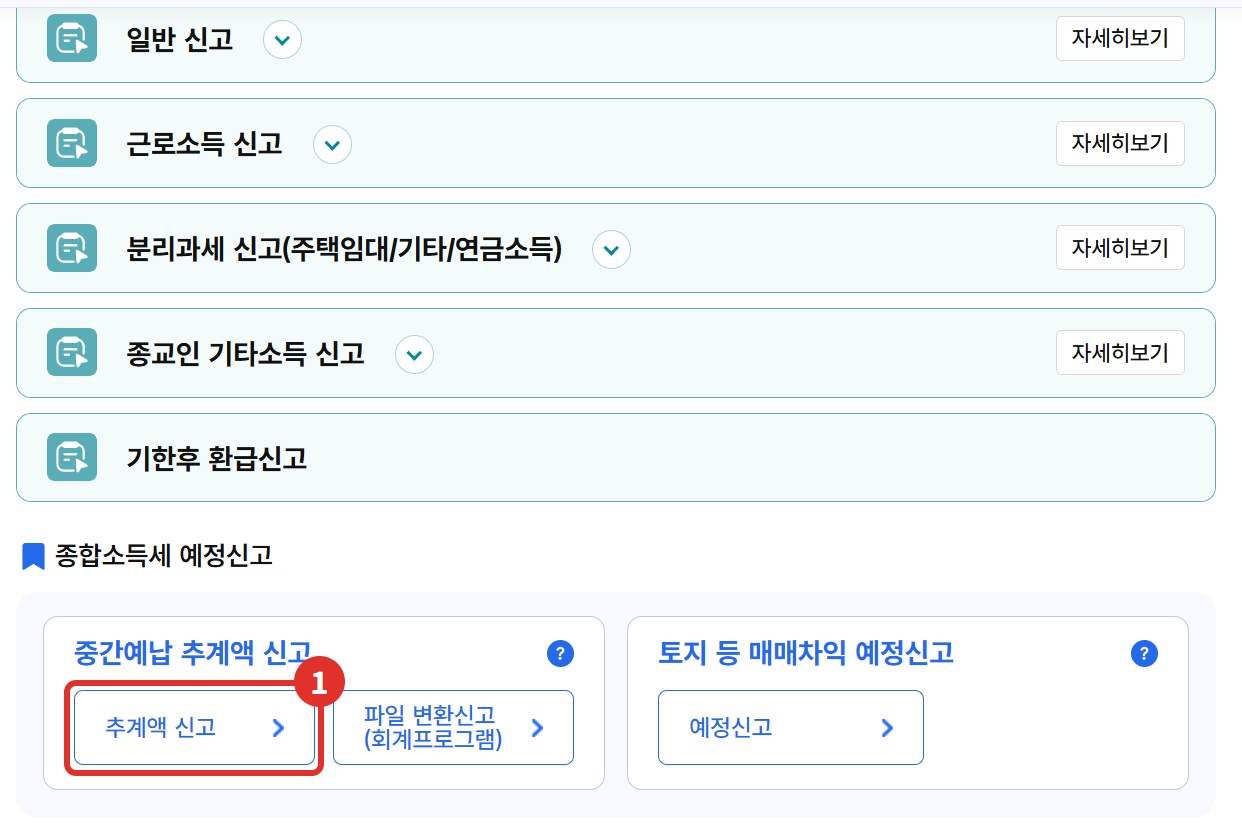 일반 신고
자세히보기
근로소득 신고
자세히보기
분리과세 신고(주택임대/기타/연금소득)
자세히보기
종교인 기타소득 신고
자세히보기
기한후 환급신고
종합소득세 예정신고
중간예납 추계액 신고
?
1
추계액 신고
파일 변환신고
(회계프로그램)
토지 등 매매차익 예정신고
?
예정신고